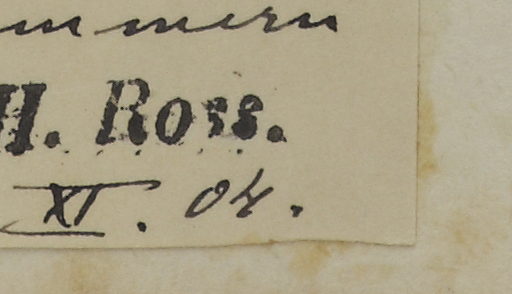 H. Ross.
XI. 04.